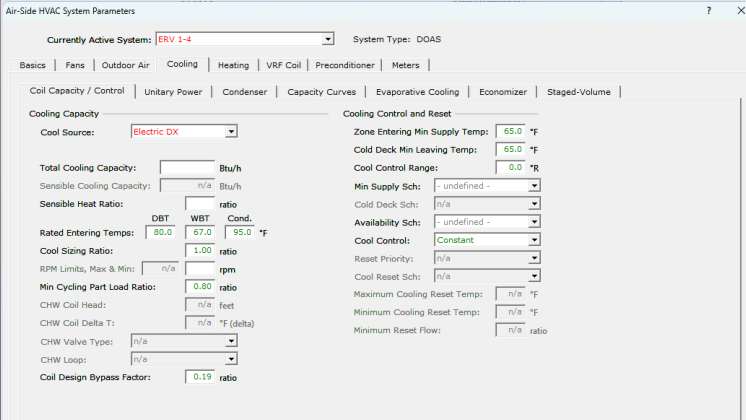 Air-Side HVAC System Parameters ? ×
Currently Active System: ERV 1-4 System Type: DOAS
Basics Fans Outdoor Air Cooling Heating VRF Coil Preconditioner Meters
Coil Capacity / Control Unitary Power Condenser Capacity Curves Evaporative Cooling Economizer Staged-Volume
Cooling Capacity
Cool Source: Electric DX
Total Cooling Capacity: Btu/h
Sensible Cooling Capacity: n/a Btu/h
Sensible Heat Ratio: ratio
DBT WBT Cond.
Rated Entering Temps: 80.0 67.0 95.0 °F
Cool Sizing Ratio: 1.00 ratio
RPM Limits, Max & Min: n/a rpm
Min Cycling Part Load Ratio: 0.80 ratio
CHW Coil Head: n/a feet
CHW Coil Delta T: n/a °F (delta)
CHW Valve Type: n/a
CHW Loop: n/a
Coil Design Bypass Factor: 0.19 ratio
Cooling Control and Reset
Zone Entering Min Supply Temp: 65.0 °F
Cold Deck Min Leaving Temp: 65.0 °F
Cool Control Range: 0.0 °R
Min Supply Sch: - undefined -
Cold Deck Sch: n/a
Availability Sch: - undefined -
Cool Control: Constant
Reset Priority: n/a
Cool Reset Sch: n/a
Maximum Cooling Reset Temp: n/a °F
Minimum Cooling Reset Temp: n/a °F
Minimum Reset Flow: n/a ratio